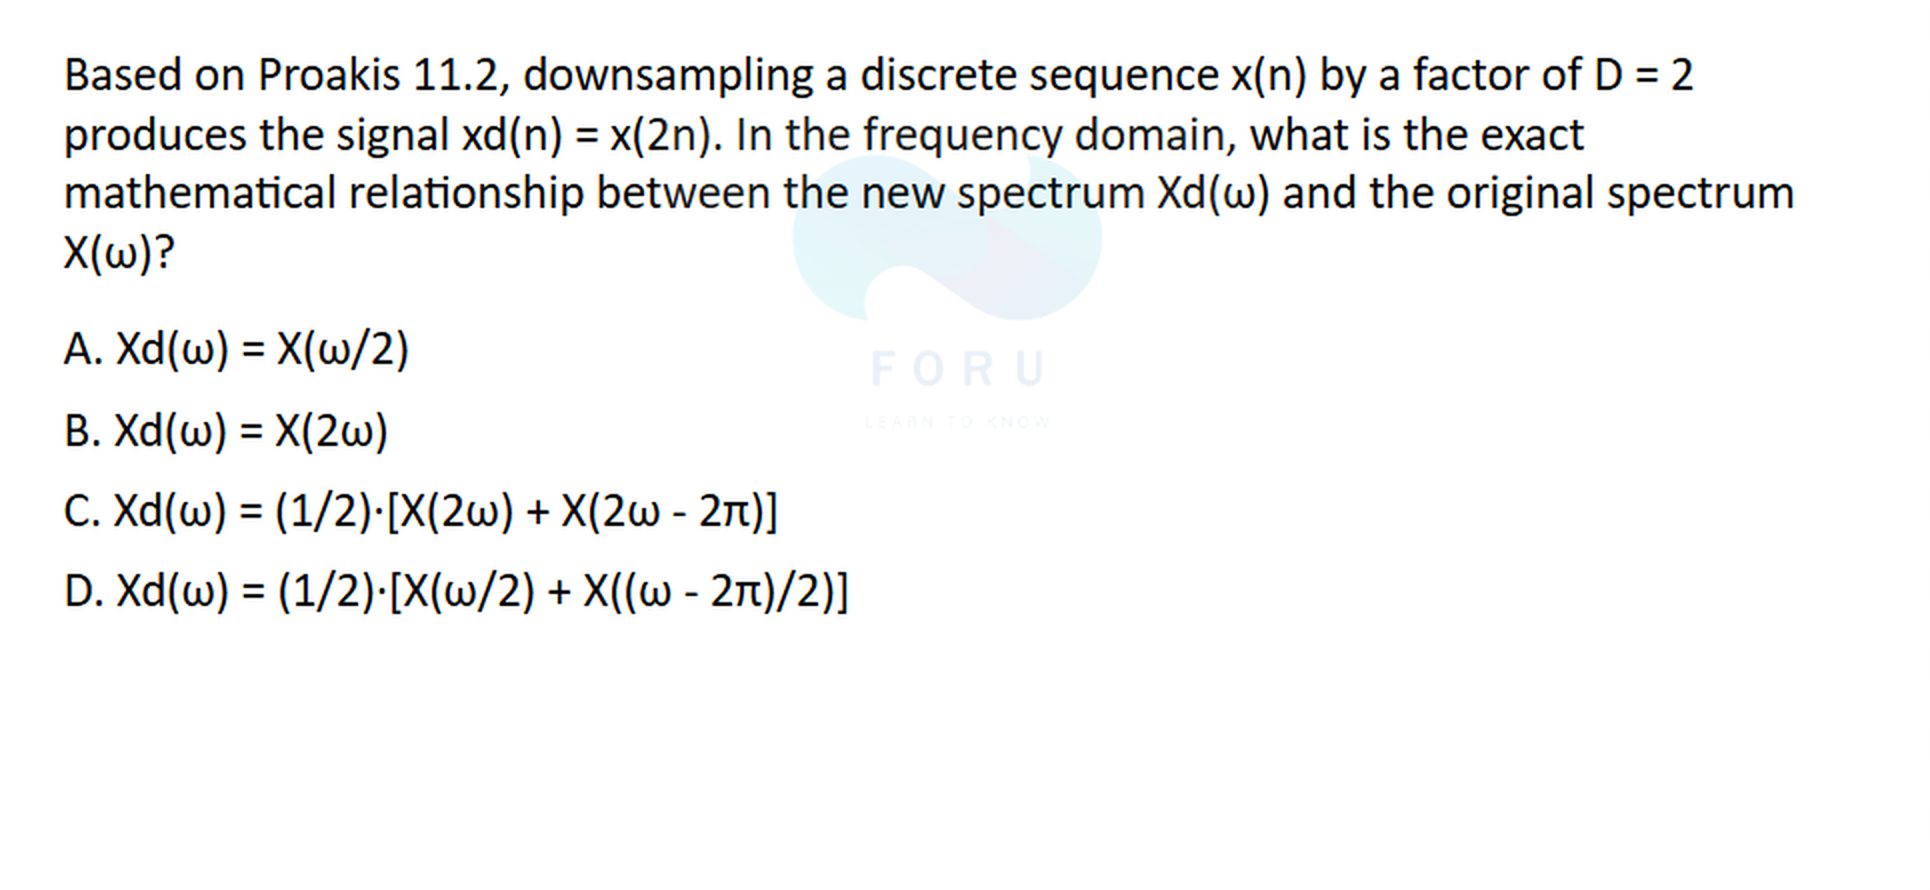 Based on Proakis 11.2, downsampling a discrete sequence x(n) by a factor of D = 2
produces the signal xd(n) = x(2n). In the frequency domain, what is the exact
mathematical relationship between the new spectrum Xd(ω) and the original spectrum
X(ω)?
A. Xd(ω) = X(ω/2)
FORU
B. Xd(ω) = X(2ω)
LEARN TO KNOW
C. Xd(ω) = (1/2)·[X(2ω) + X(2ω - 2π)]
D. Xd(ω) = (1/2)·[X(ω/2) + X((ω - 2π)/2)]